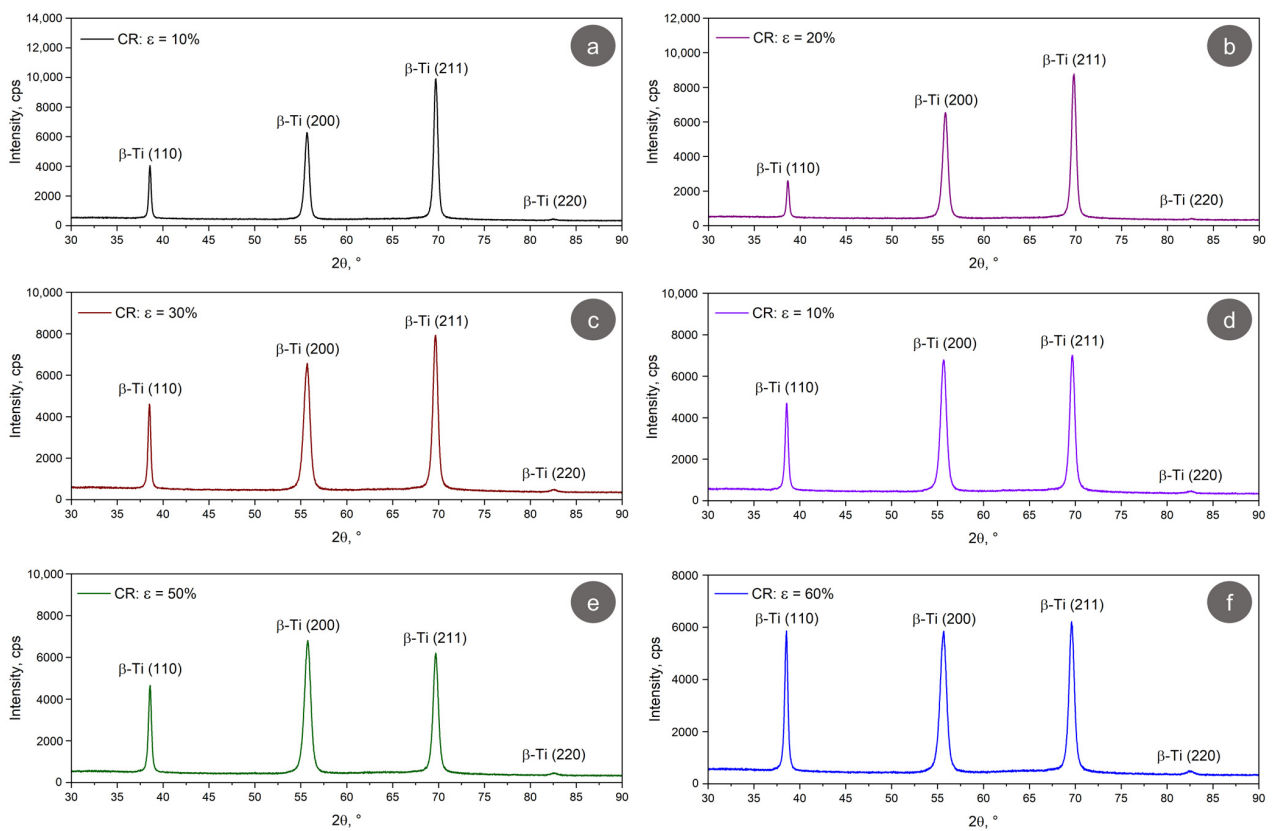 14,000
12,000
10,000
8000
6000
4000
2000
0
Intensity, cps
CR: ε = 10%
a
β-Ti (110)
β-Ti (200)
β-Ti (211)
β-Ti (220)
30 35 40 45 50 55 60 65 70 75 80 85 90
2θ, °
12,000
10,000
8000
6000
4000
2000
0
Intensity, cps
CR: ε = 20%
b
β-Ti (110)
β-Ti (200)
β-Ti (211)
β-Ti (220)
30 35 40 45 50 55 60 65 70 75 80 85 90
2θ, °
10,000
8000
6000
4000
2000
0
Intensity, cps
CR: ε = 30%
c
β-Ti (110)
β-Ti (200)
β-Ti (211)
β-Ti (220)
30 35 40 45 50 55 60 65 70 75 80 85 90
2θ, °
10,000
8000
6000
4000
2000
0
Intensity, cps
CR: ε = 10%
d
β-Ti (110)
β-Ti (200)
β-Ti (211)
β-Ti (220)
30 35 40 45 50 55 60 65 70 75 80 85 90
2θ, °
10,000
8000
6000
4000
2000
0
Intensity, cps
CR: ε = 50%
e
β-Ti (110)
β-Ti (200)
β-Ti (211)
β-Ti (220)
30 35 40 45 50 55 60 65 70 75 80 85 90
2θ, °
8000
6000
4000
2000
0
Intensity, cps
CR: ε = 60%
f
β-Ti (110)
β-Ti (200)
β-Ti (211)
β-Ti (220)
30 35 40 45 50 55 60 65 70 75 80 85 90
2θ, °